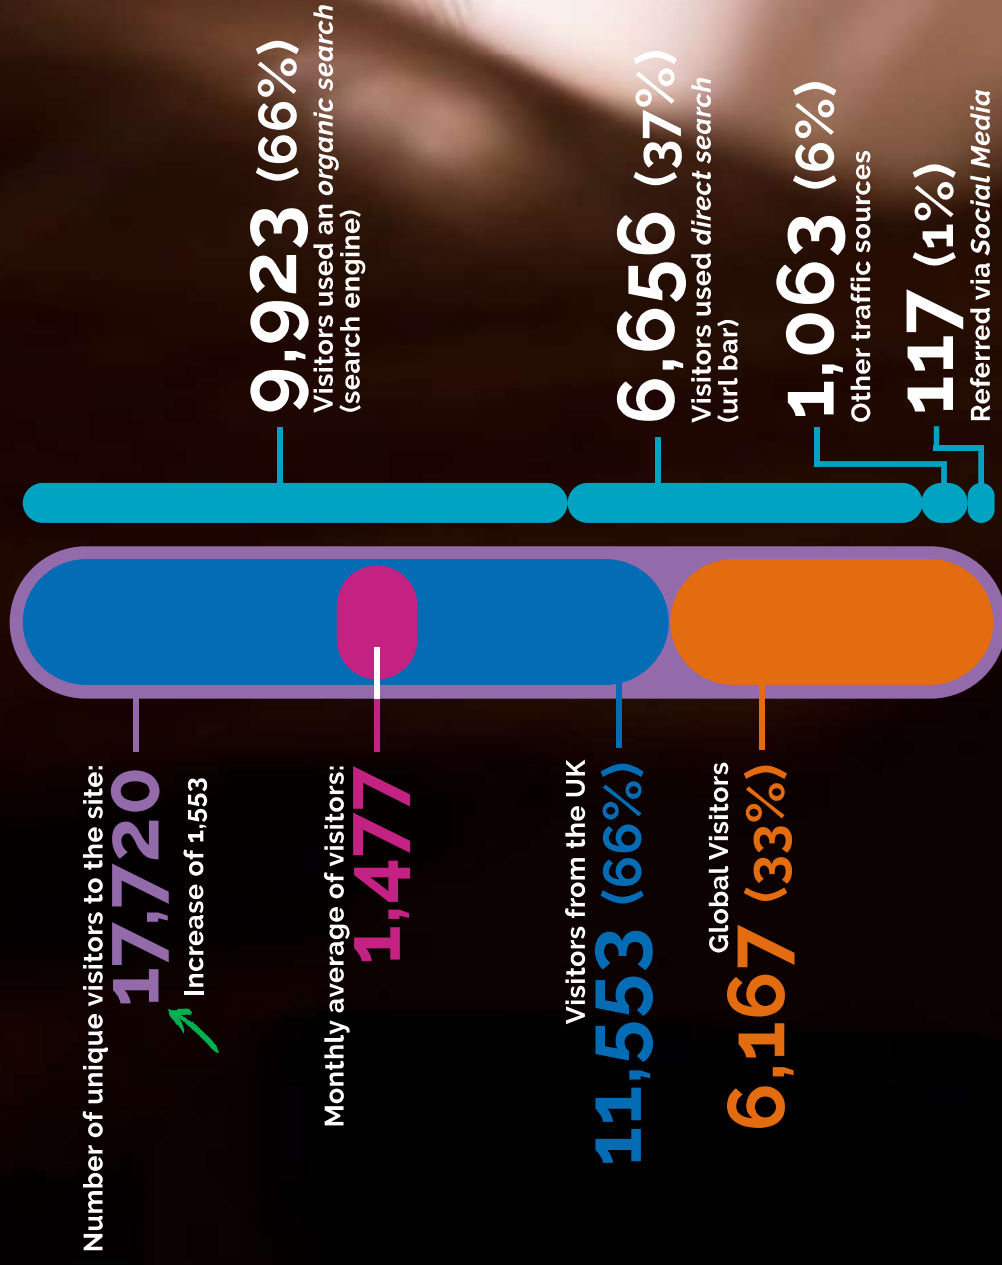 Number of unique visitors to the site:
17,720
Increase of 1,553
Monthly average of visitors:
1,477
Visitors from the UK
11,553 (66%)
Global Visitors
6,167 (33%)
9,923 (66%)
Visitors used an organic search
(search engine)
6,656 (37%)
Visitors used direct search
(url bar)
1,063 (6%)
Other traffic sources
117 (1%)
Referred via Social Media